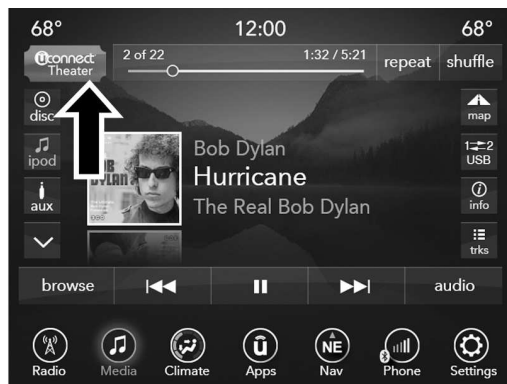 68°
12:00
68°
uconnect
Theater
2 of 22
1:32 / 5:21
repeat
shuffle
disc
map
ipod
1 2
USB
Bob Dylan
Hurricane
The Real Bob Dylan
aux
info
trks
BOB
DYLAN
browse
audio
Radio
Media
Climate
û
Apps
NE
Nav
Phone
Settings